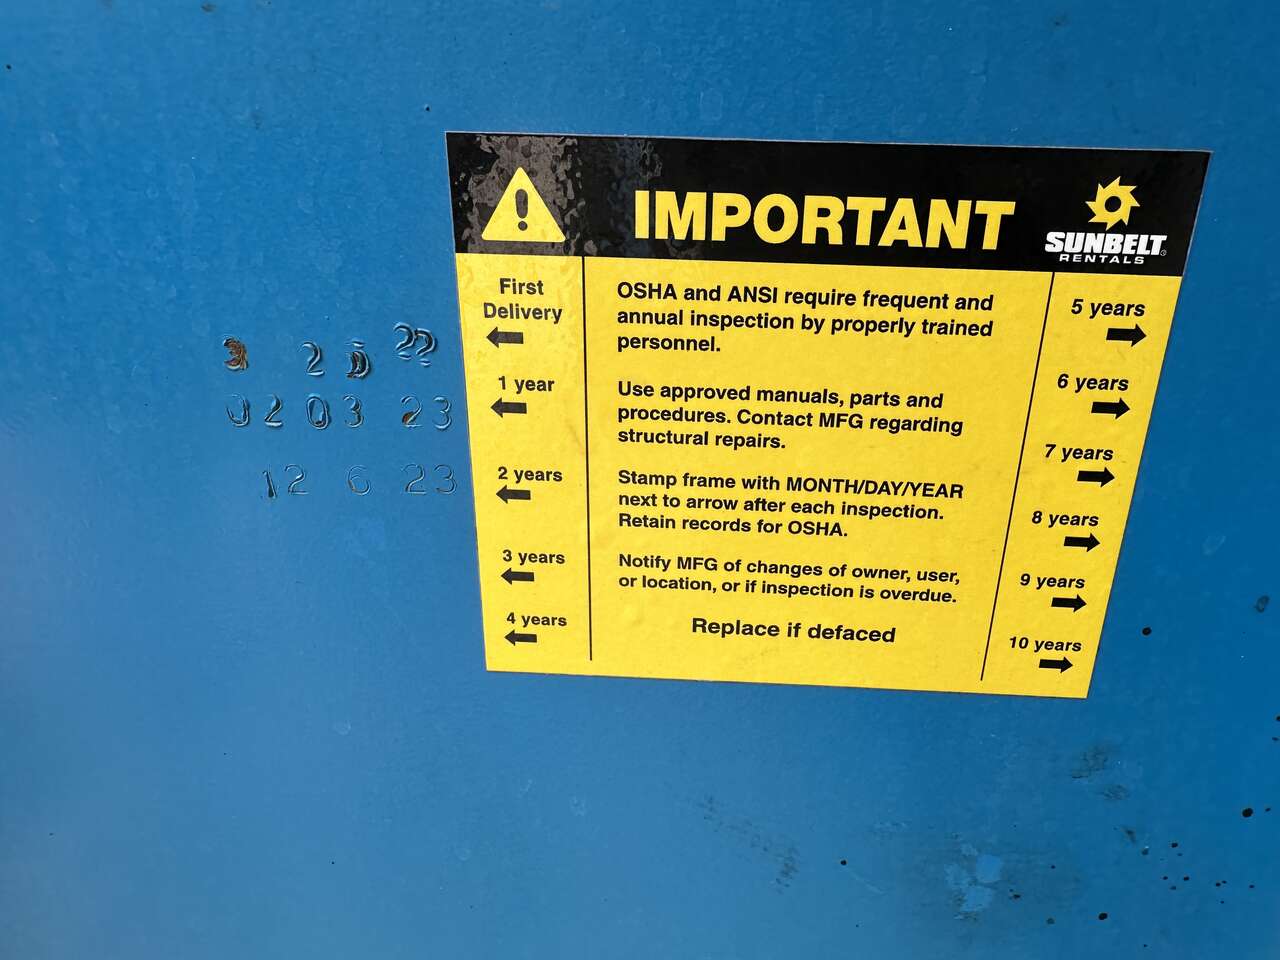 IMPORTANT
SUNBELT
RENTALS
First
Delivery
1 year
2 years
3 years
4 years
OSHA and ANSI require frequent and
annual inspection by properly trained
personnel.
Use approved manuals, parts and
procedures. Contact MFG regarding
structural repairs.
Stamp frame with MONTH/DAY/YEAR
next to arrow after each inspection.
Retain records for OSHA.
Notify MFG of changes of owner, user,
or location, or if inspection is overdue.
Replace if defaced
5 years
6 years
7 years
8 years
9 years
10 years
3 2 22
02 03 23
12 6 23